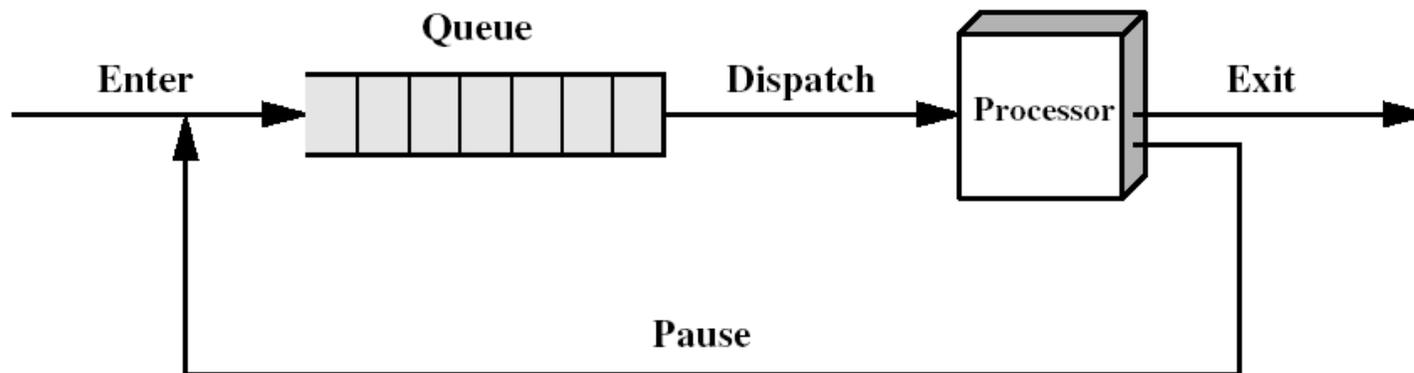 Queue
Enter
Dispatch
Processor
Exit
Pause